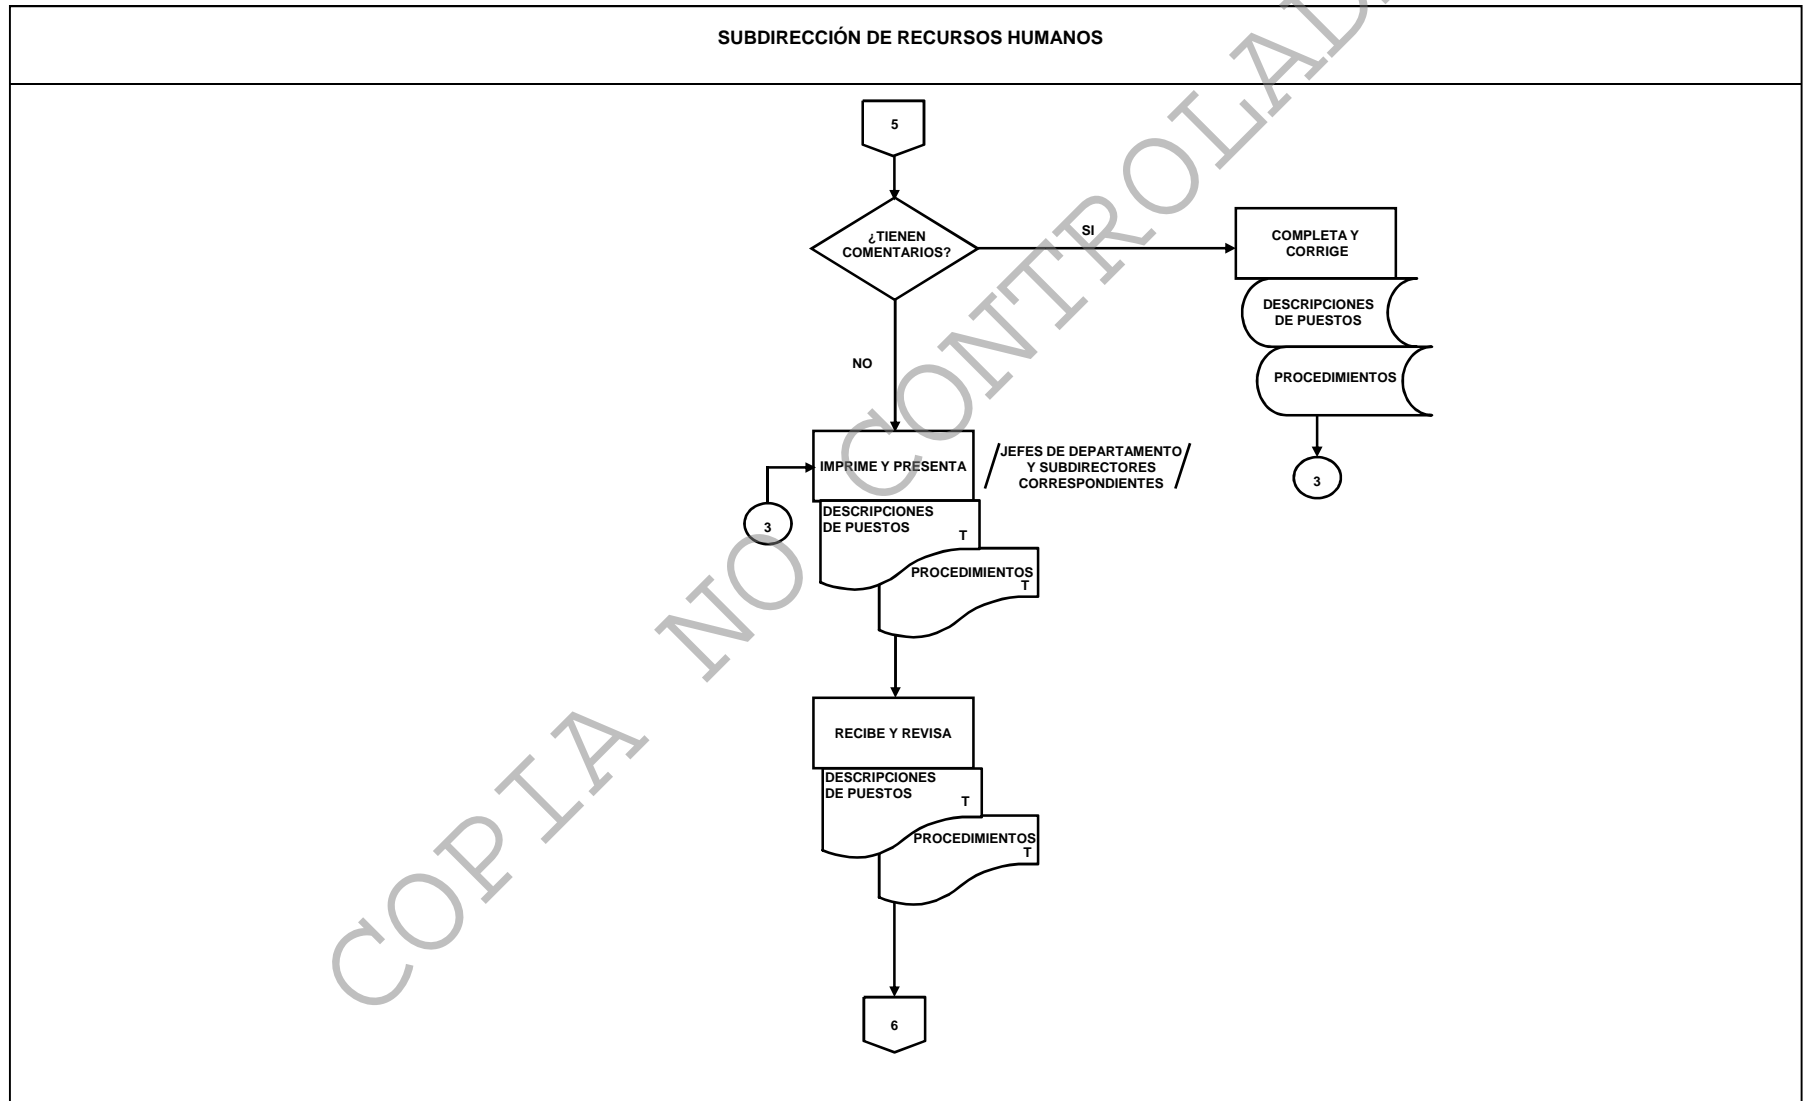 SUBDIRECCIÓN DE RECURSOS HUMANOS
5
¿TIENEN
COMENTARIOS?
SI
COMPLETA Y
CORRIGE
DESCRIPCIONES
DE PUESTOS
PROCEDIMIENTOS
3
NO
IMPRIME Y PRESENTA
JEFES DE DEPARTAMENTO
Y SUBDIRECTORES
CORRESPONDIENTES
3
DESCRIPCIONES
DE PUESTOS
T
PROCEDIMIENTOS
T
RECIBE Y REVISA
DESCRIPCIONES
DE PUESTOS
T
PROCEDIMIENTOS
T
6
COPIA NO CONTROLAD